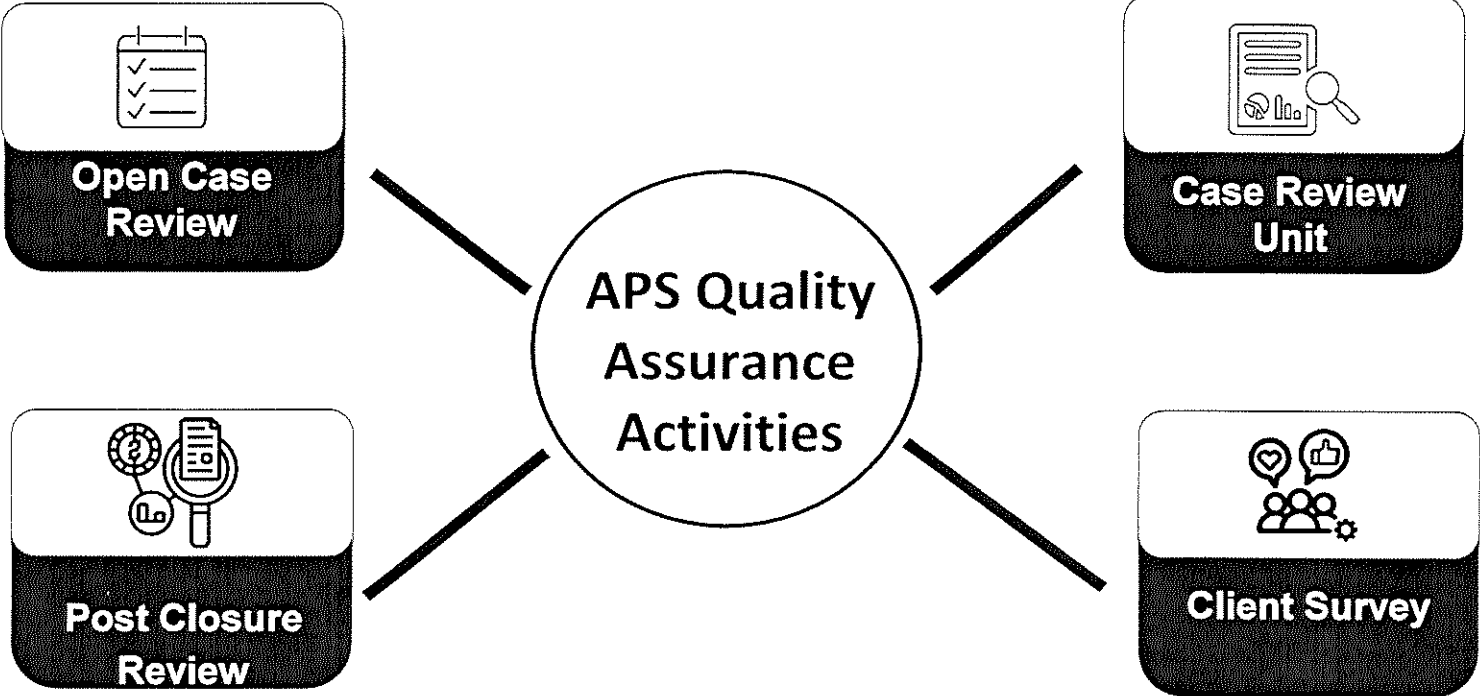 Open Case
Review
Case Review
Unit
APS Quality
Assurance
Activities
Post Closure
Review
Client Survey